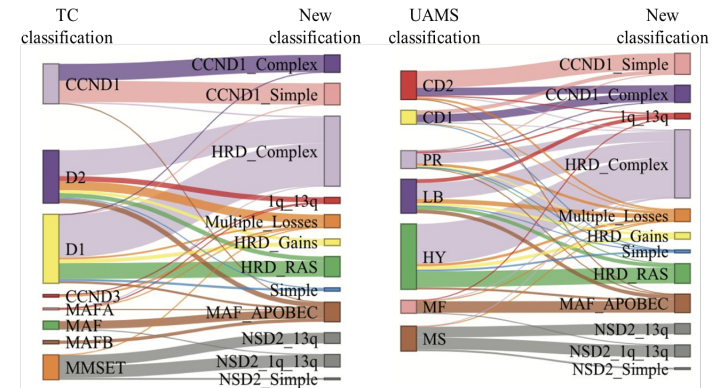 TC
classification
New
classification
CCND1
D2
D1
CCND3
MAFA
MAF
MAFB
MMSET
CCND1_Complex
CCND1_Simple
HRD_Complex
1q_13q
Multiple_Losses
HRD_Gains
HRD_RAS
Simple
MAF_APOBEC
NSD2_13q
NSD2_1q_13q
NSD2_Simple
UAMS
classification
New
classification
CD2
CD1
PR
LB
HY
MF
MS
CCND1_Simple
CCND1_Complex
1q_13q
HRD_Complex
Multiple_Losses
HRD_Gains
Simple
HRD_RAS
MAF_APOBEC
NSD2_13q
NSD2_1q_13q
NSD2_Simple